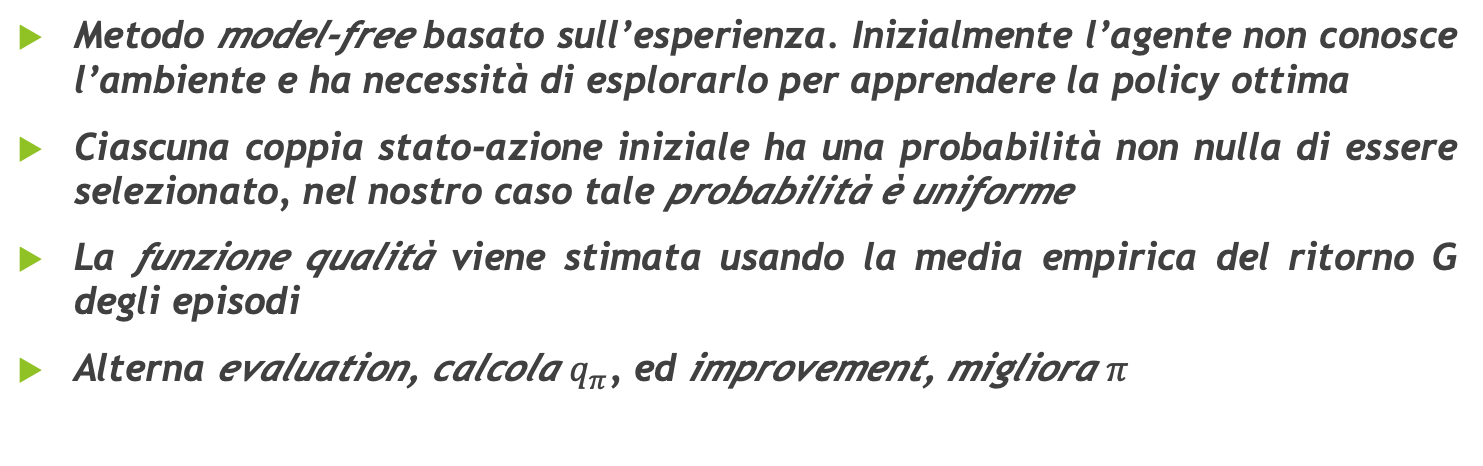 Metodo model-free basato sull’esperienza. Inizialmente l’agente non conosce
l’ambiente e ha necessità di esplorarlo per apprendere la policy ottima
Ciascuna coppia stato-azione iniziale ha una probabilità non nulla di essere
selezionato, nel nostro caso tale probabilità è uniforme
La funzione qualità viene stimata usando la media empirica del ritorno G
degli episodi
Alterna evaluation, calcola qπ, ed improvement, migliora π